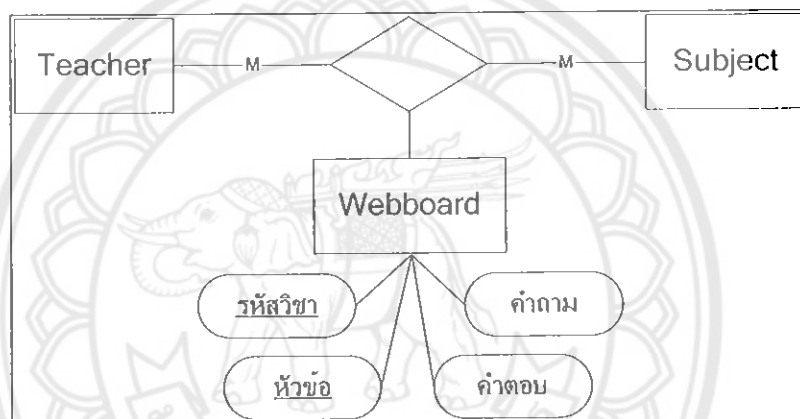 Teacher
M
M
Subject
Webboard
รหัสวิชา
คำถาม
หัวข้อ
คำตอบ